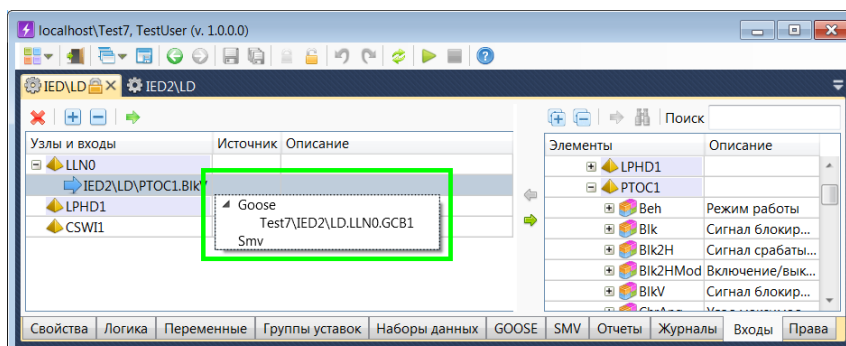 localhost\Test7, TestUser (v. 1.0.0.0)
IED\LD IED2\LD
Поиск
Узлы и входы Источник Описание
LLN0
IED2\LD\PTOC1.BlkV
LPHD1
CSWI1
Goose
Test7\IED2\LD.LLN0.GCB1
Smv
Элементы Описание
LPHD1
PTOC1
Beh Режим работы
Blk Сигнал блокир...
Blk2H Сигнал срабаты...
Blk2HMod Включение/вык...
BlkV Сигнал блокир...
Свойства Логика Переменные Группы уставок Наборы данных GOOSE SMV Отчеты Журналы Входы Права